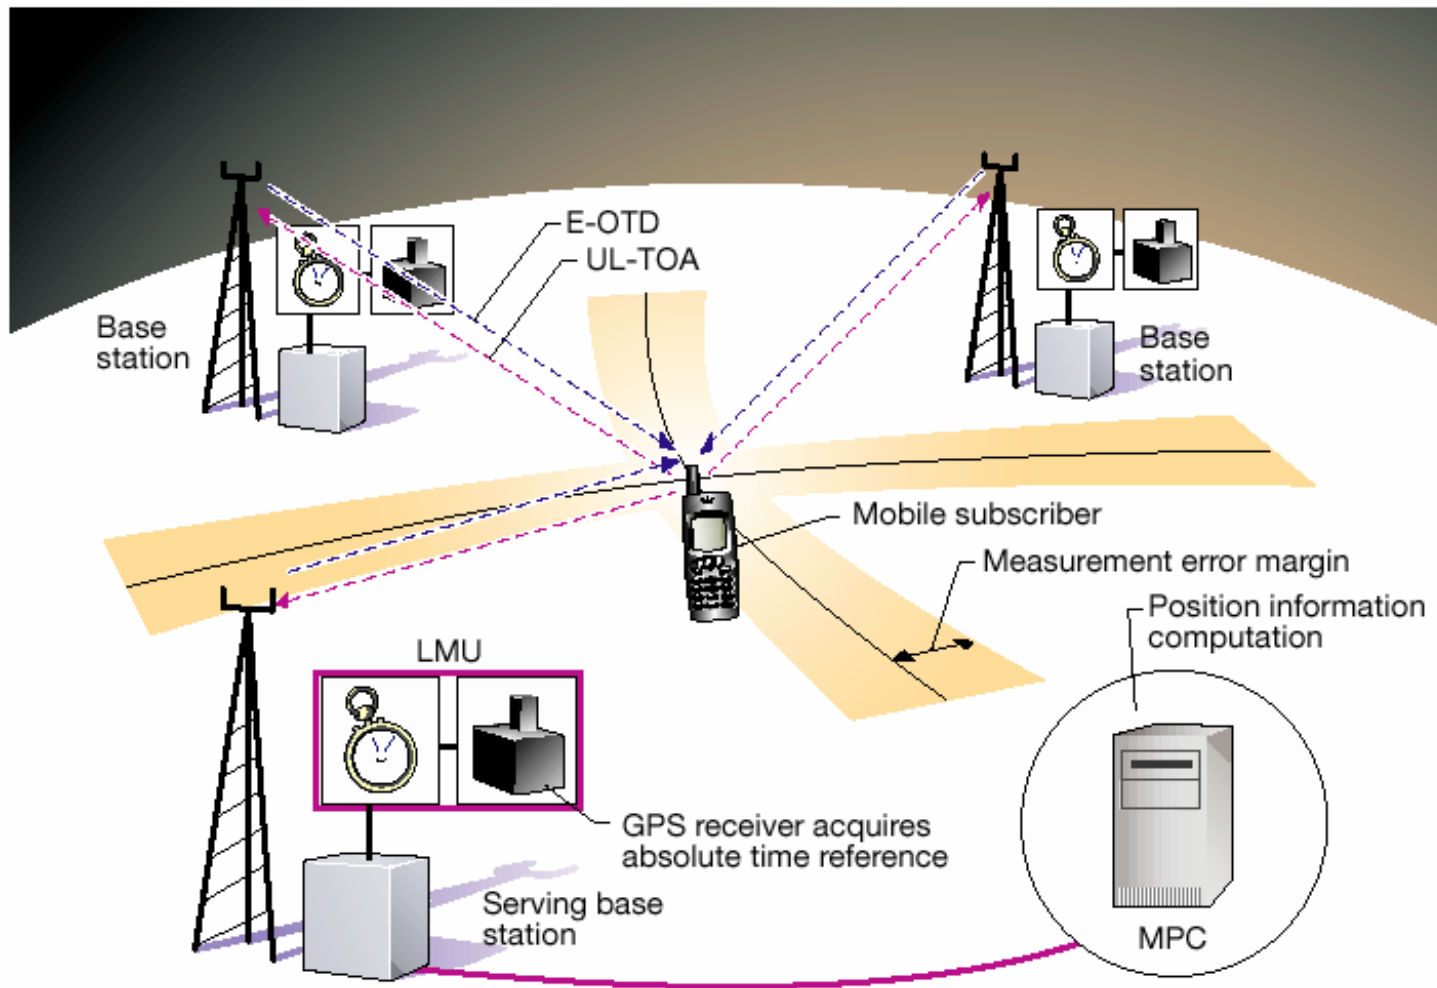 E-OTD
UL-TOA
Base
station
Base
station
Mobile subscriber
Measurement error margin
Position information
computation
LMU
GPS receiver acquires
absolute time reference
Serving base
station
MPC